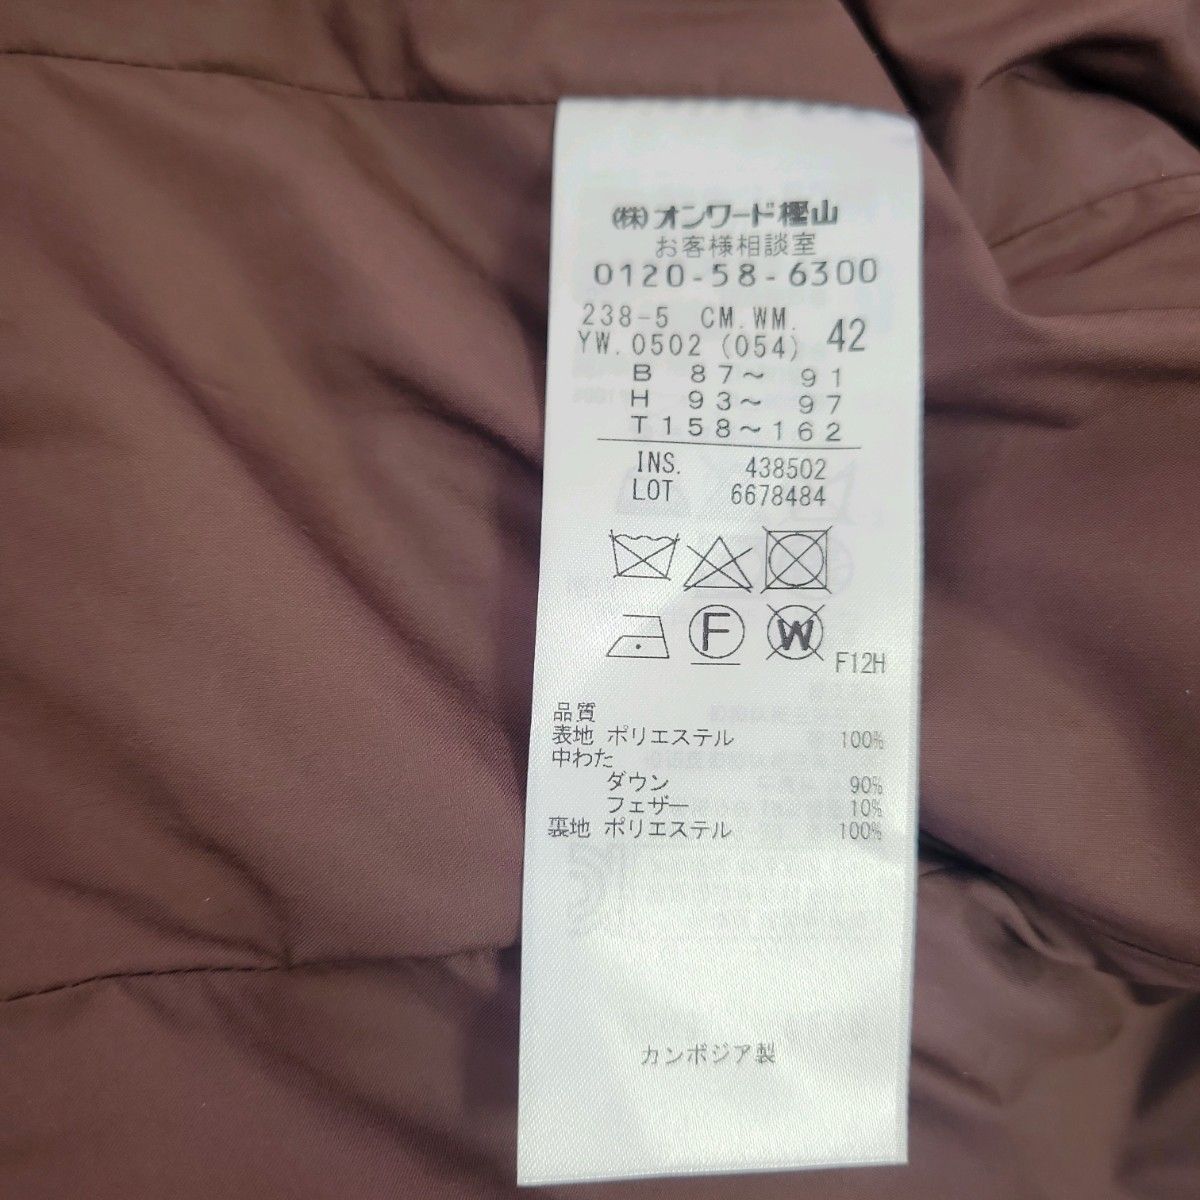 ㈱オンワード樫山
お客様相談室
0120-58-6300
238-5 CM.WM.
YW.0502 (054) 42
B 87~ 91
H 93~ 97
T158~162
INS. 438502
LOT 6678484
F
W
F12H
品質
表地 ポリエステル 100%
中わた
ダウン 90%
フェザー 10%
裏地 ポリエステル 100%
カンボジア製